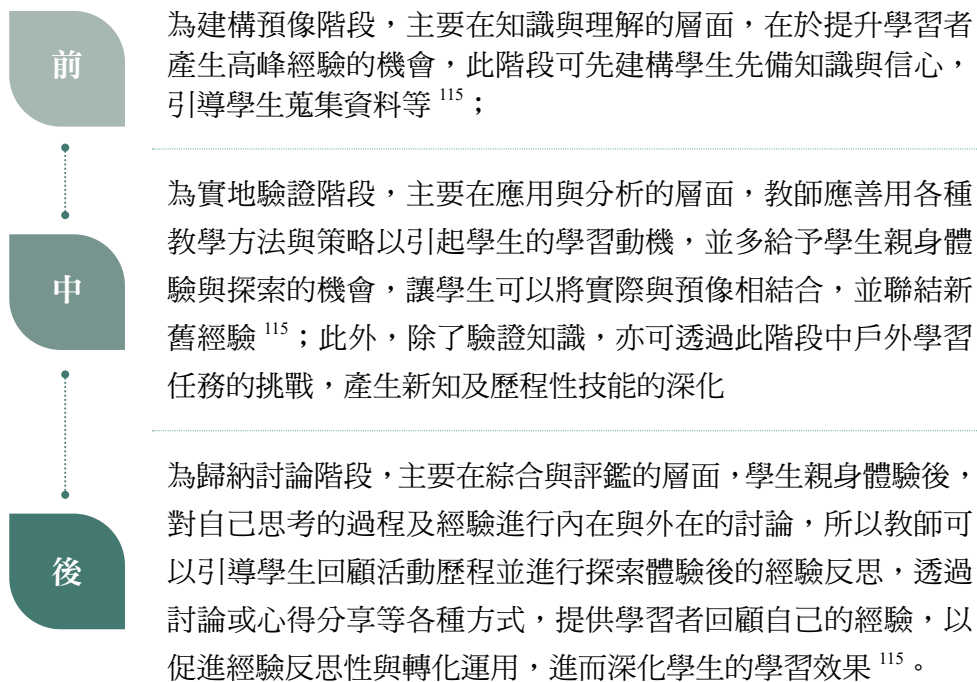 前
為建構預像階段，主要在知識與理解的層面，在於提升學習者
產生高峰經驗的機會，此階段可先建構學生先備知識與信心，
引導學生蒐集資料等 115；
中
為實地驗證階段，主要在應用與分析的層面，教師應善用各種
教學方法與策略以引起學生的學習動機，並多給予學生親身體
驗與探索的機會，讓學生可以將實際與預像相結合，並聯結新
舊經驗 115；此外，除了驗證知識，亦可透過此階段中戶外學習
任務的挑戰，產生新知及歷程性技能的深化
後
為歸納討論階段，主要在綜合與評鑑的層面，學生親身體驗後，
對自己思考的過程及經驗進行內在與外在的討論，所以教師可
以引導學生回顧活動歷程並進行探索體驗後的經驗反思，透過
討論或心得分享等各種方式，提供學習者回顧自己的經驗，以
促進經驗反思性與轉化運用，進而深化學生的學習效果 115。